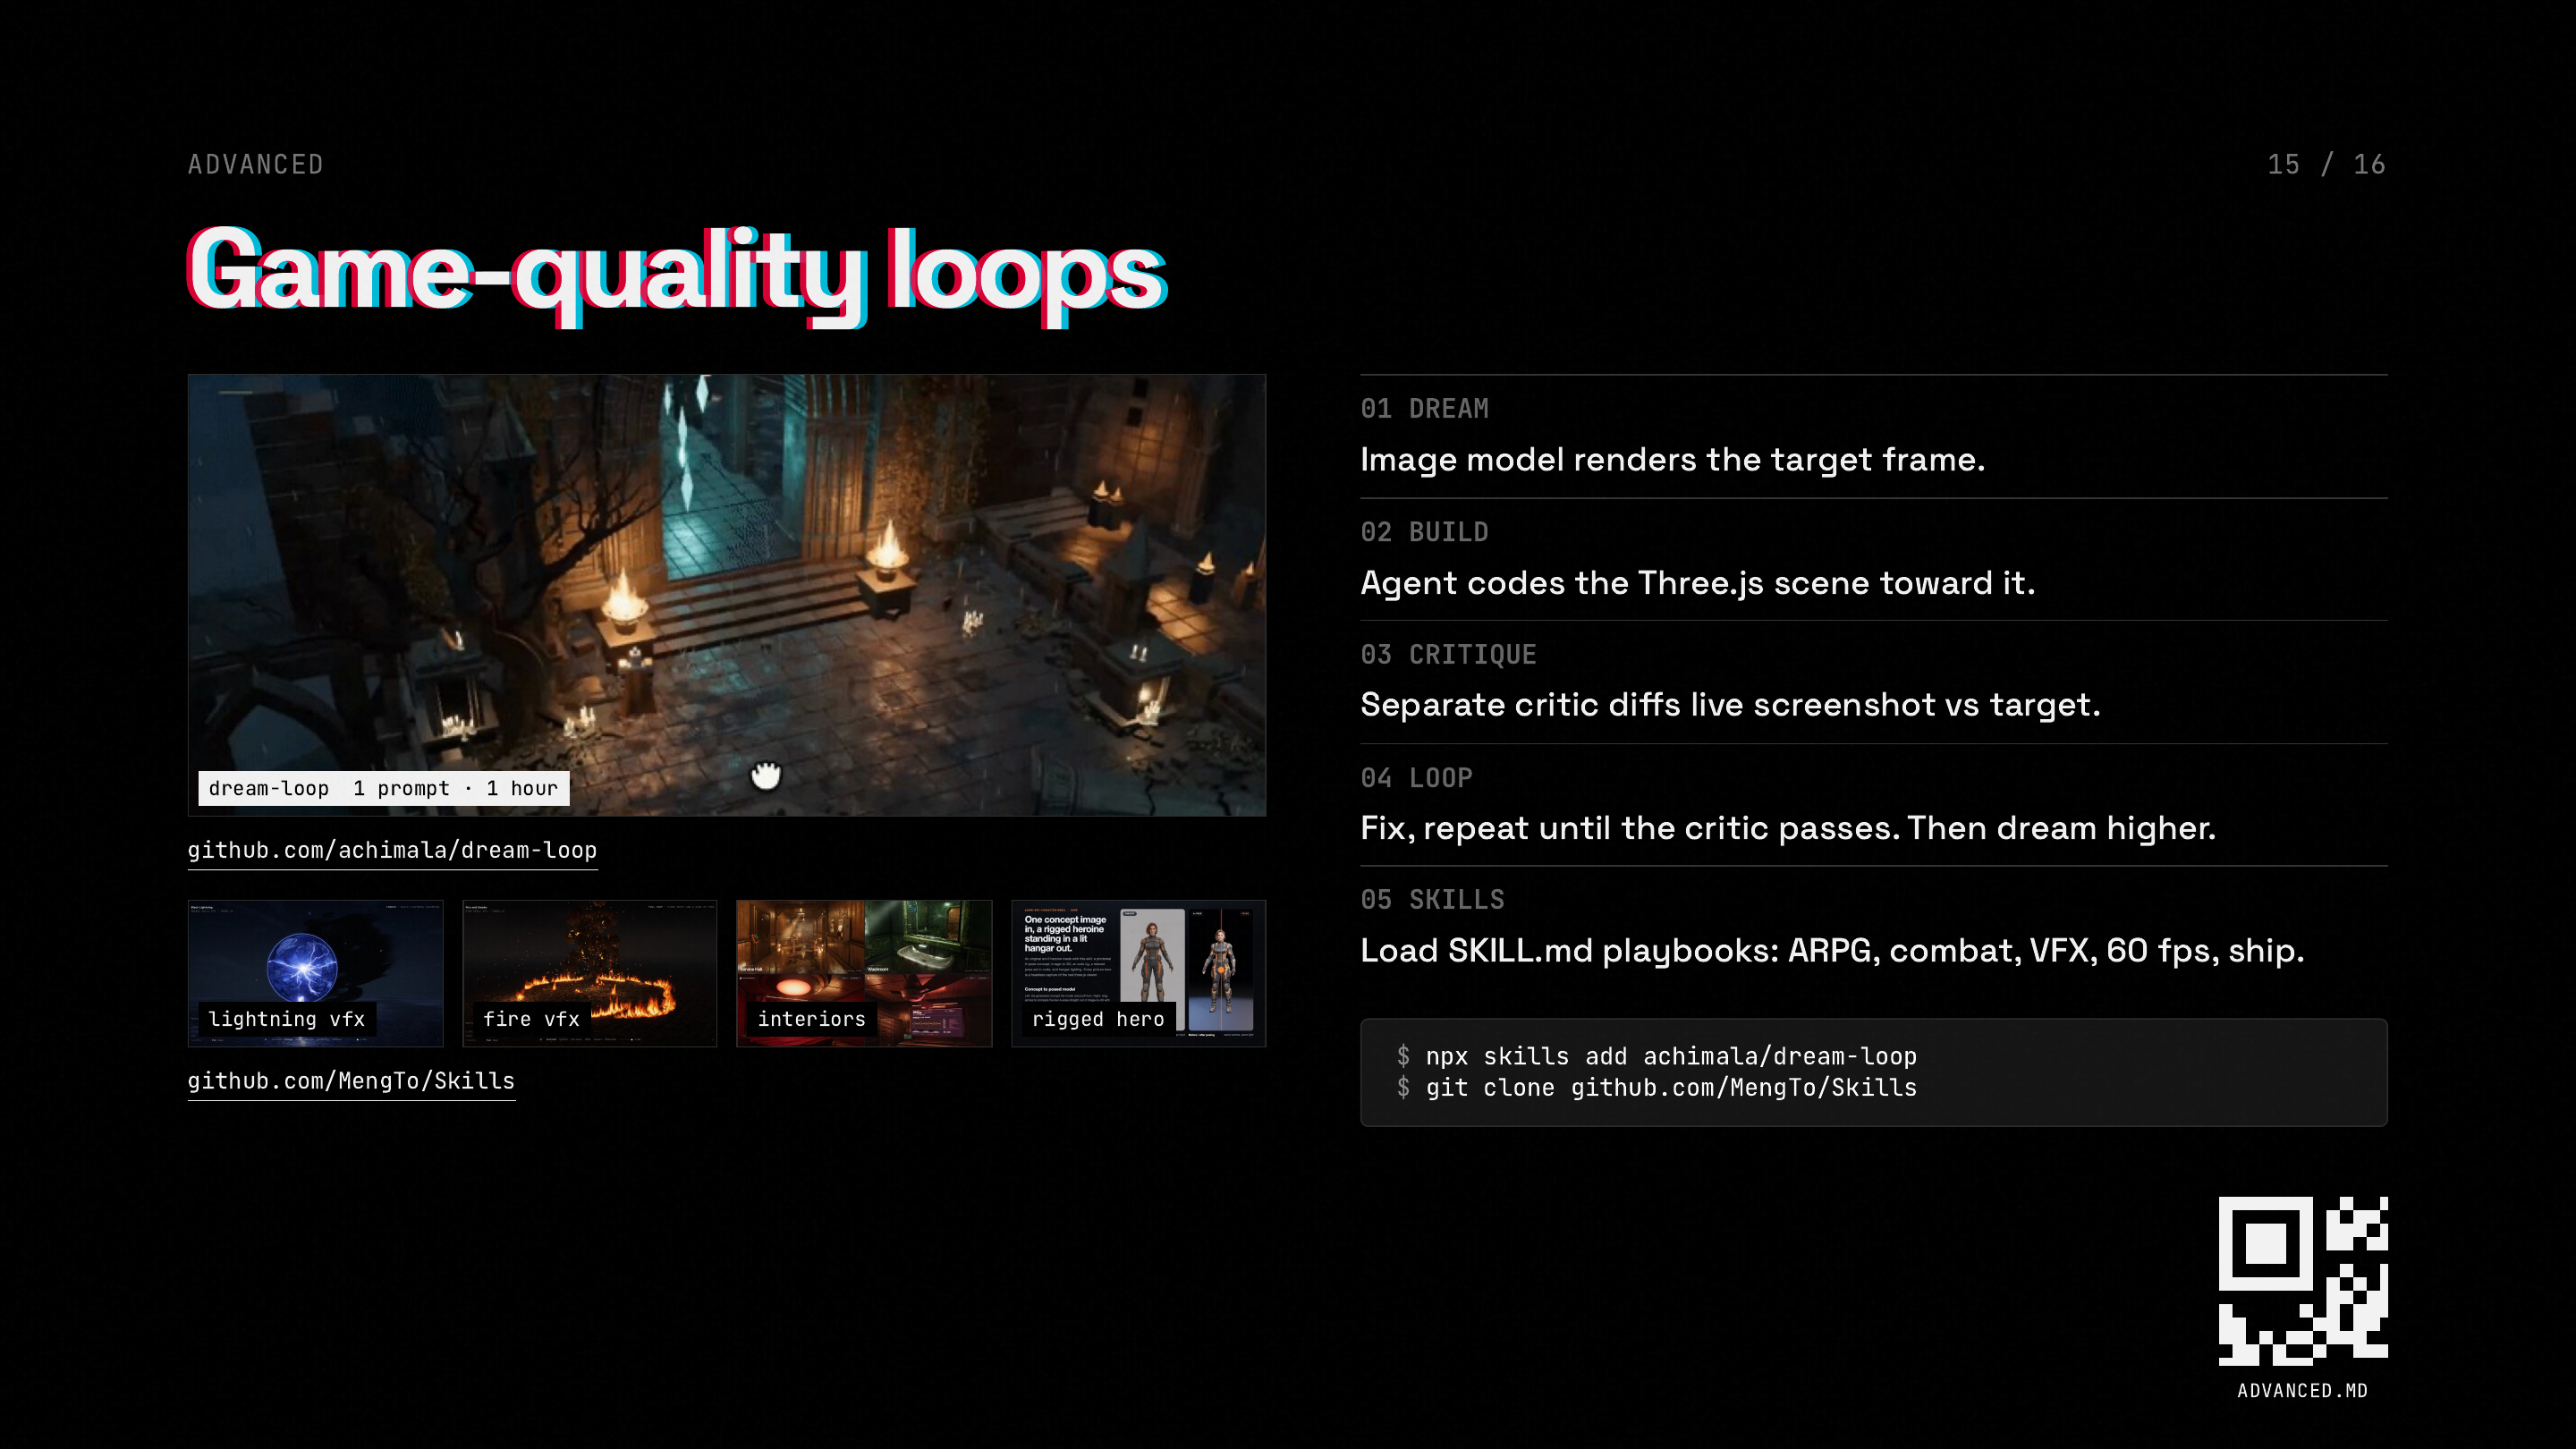 ADVANCED
15 / 16
Game-quality loops
dream-loop 1 prompt · 1 hour
github.com/achimala/dream-loop
One concept image
in, a rigged heroine
standing in a lit
hangar out.
Concept to posed model
lightning vfx
fire vfx
interiors
rigged hero
github.com/MengTo/Skills
01 DREAM
Image model renders the target frame.
02 BUILD
Agent codes the Three.js scene toward it.
03 CRITIQUE
Separate critic diffs live screenshot vs target.
04 LOOP
Fix, repeat until the critic passes. Then dream higher.
05 SKILLS
Load SKILL.md playbooks: ARPG, combat, VFX, 60 fps, ship.
$ npx skills add achimala/dream-loop
$ git clone github.com/MengTo/Skills
ADVANCED.MD